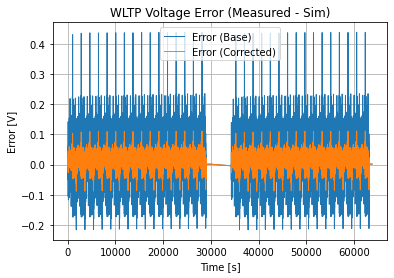 WLTP Voltage Error (Measured - Sim)
Error (Base)
Error (Corrected)
Error [V]
0.4
0.3
0.2
0.1
0.0
−0.1
−0.2
0 10000 20000 30000 40000 50000 60000
Time [s]